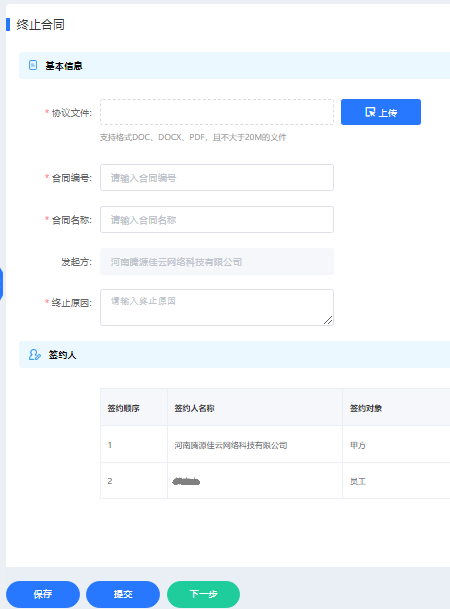 终止合同
基本信息
* 协议文件:
上传
支持格式DOC、DOCX、PDF，且不大于20M的文件
* 合同编号: 请输入合同编号
* 合同名称: 请输入合同名称
发起方: 河南腾源佳云网络科技有限公司
* 终止原因: 请输入终止原因
签约人
签约顺序 签约人名称 签约对象
1 河南腾源佳云网络科技有限公司 甲方
2 员工
保存 提交 下一步